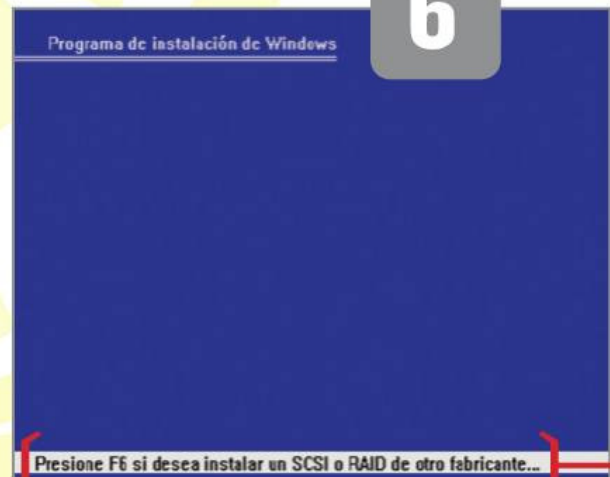 6
Programa de instalación de Windows
Presione F6 si desea instalar un SCSI o RAID de otro fabricante...